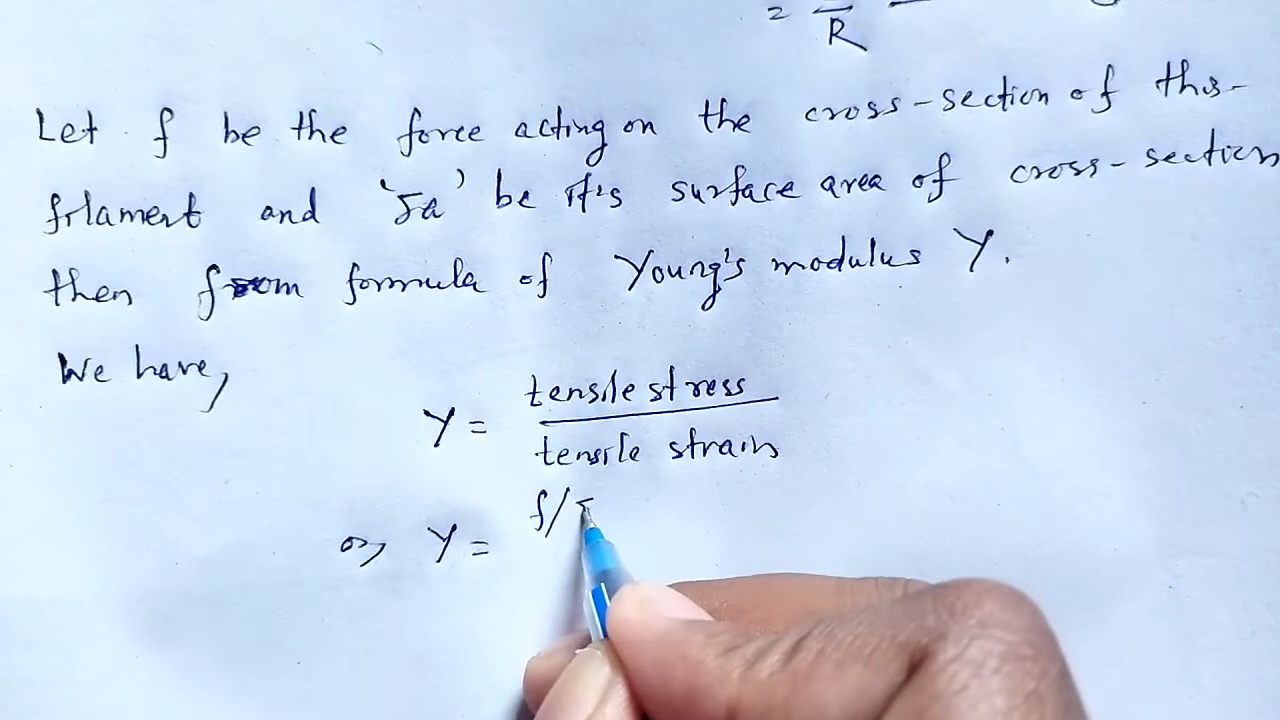 = — —
R
Let f be the force acting on the cross-section of this-
filament and 'δa' be it's surface area of cross-section
then from formula of Young's modulus Y.
We have,
Y = tensile stress
tensile strain
or, Y = f/